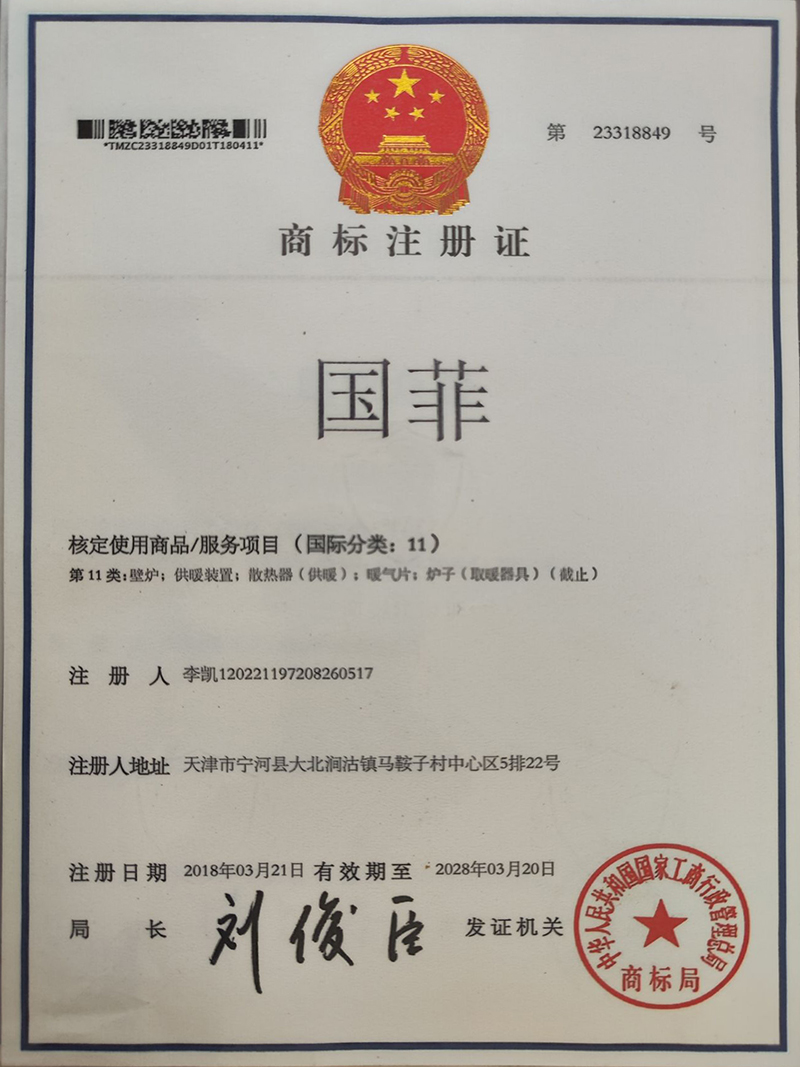 *TMZC23318849D01T180411*
第 23318849 号
商标注册证
国菲
核定使用商品/服务项目（国际分类：11）
第11类:壁炉；供暖装置；散热器（供暖）；暖气片；炉子（取暖器具）（截止）
注册人 李凯120221197208260517
注册人地址 天津市宁河县大北涧沽镇马鞍子村中心区5排22号
注册日期 2018年03月21日 有效期至 2028年03月20日
局长 刘俊臣 发证机关
中华人民共和国国家工商行政管理总局
商标局